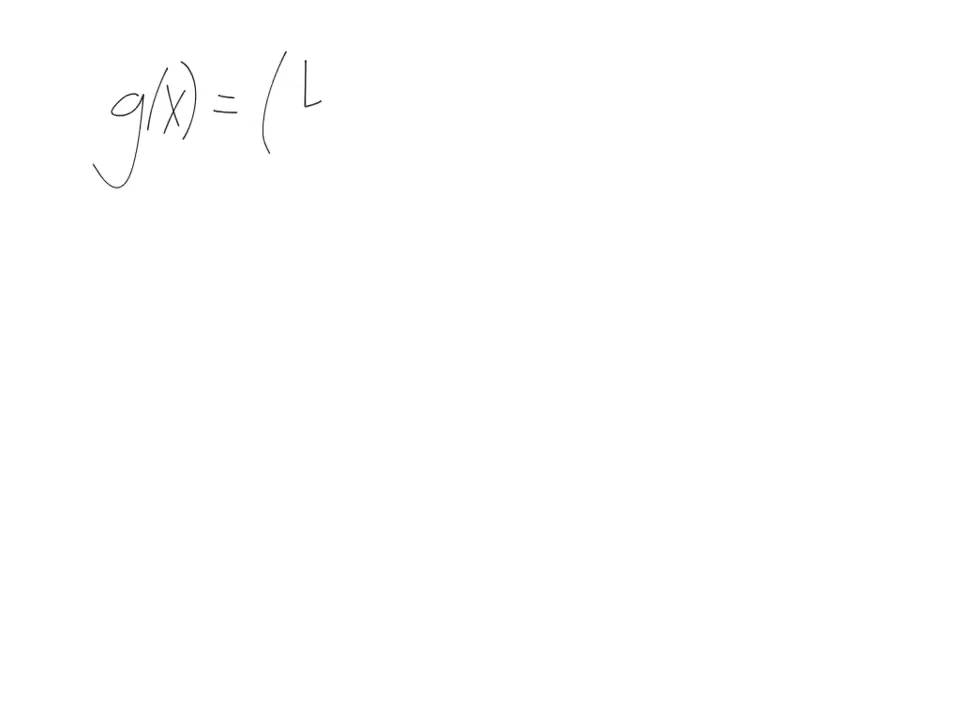 g(x) = ( L